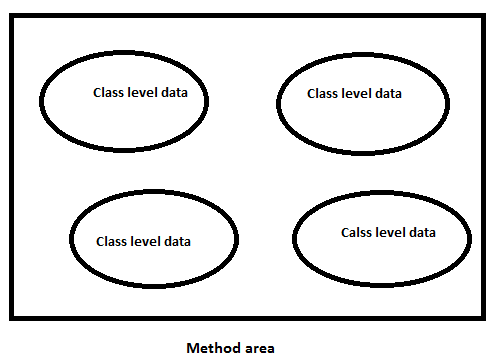 Class level data
Class level data
Class level data
Calss level data
Method area